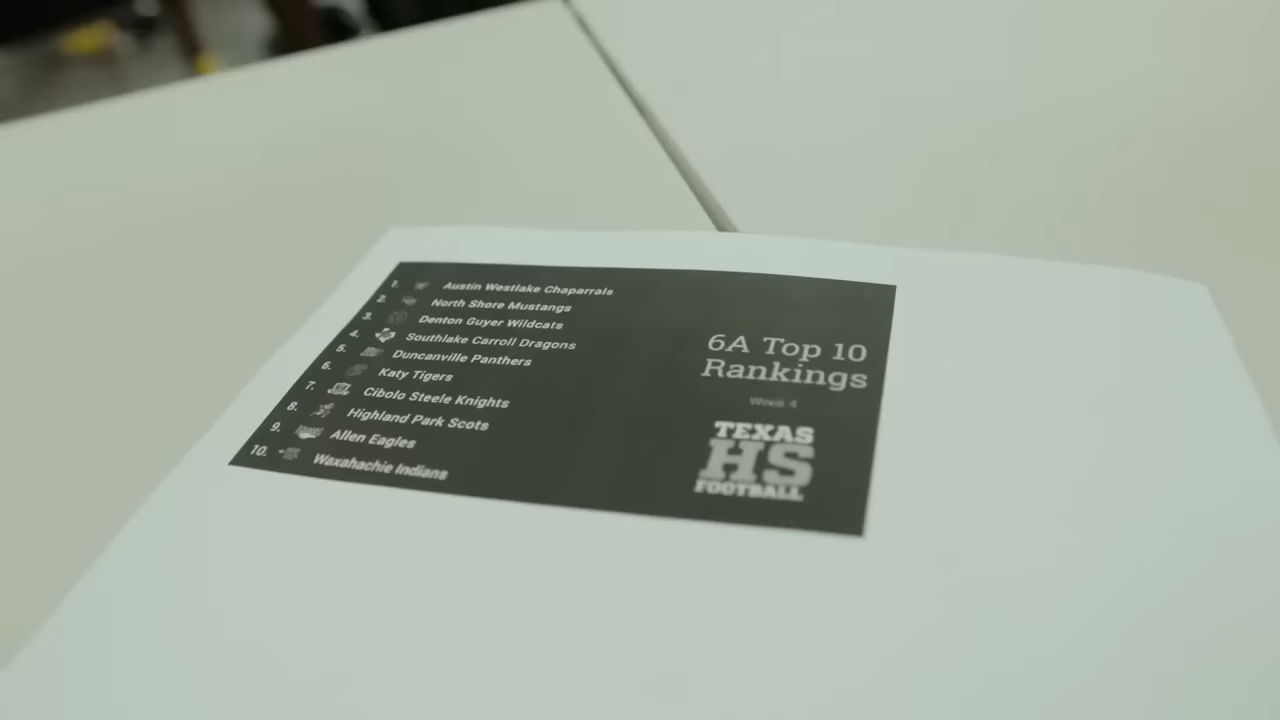 1. Austin Westlake Chaparrals
2. North Shore Mustangs
3. Denton Guyer Wildcats
4. Southlake Carroll Dragons
5. Duncanville Panthers
6. Katy Tigers
7. Cibolo Steele Knights
8. Highland Park Scots
9. Allen Eagles
10. Waxahachie Indians
6A Top 10
Rankings
Week 4
TEXAS
HS
FOOTBALL